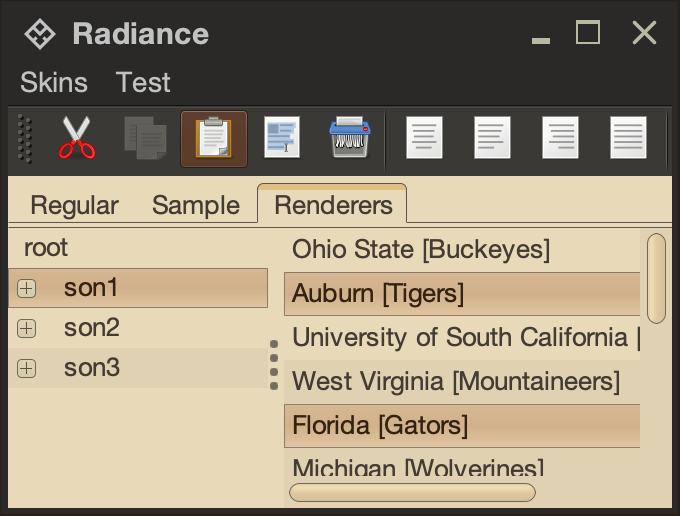 Radiance
Skins Test
Regular Sample Renderers
root
son1
son2
son3
Ohio State [Buckeyes]
Auburn [Tigers]
University of South California [
West Virginia [Mountaineers]
Florida [Gators]
Michigan [Wolverines]